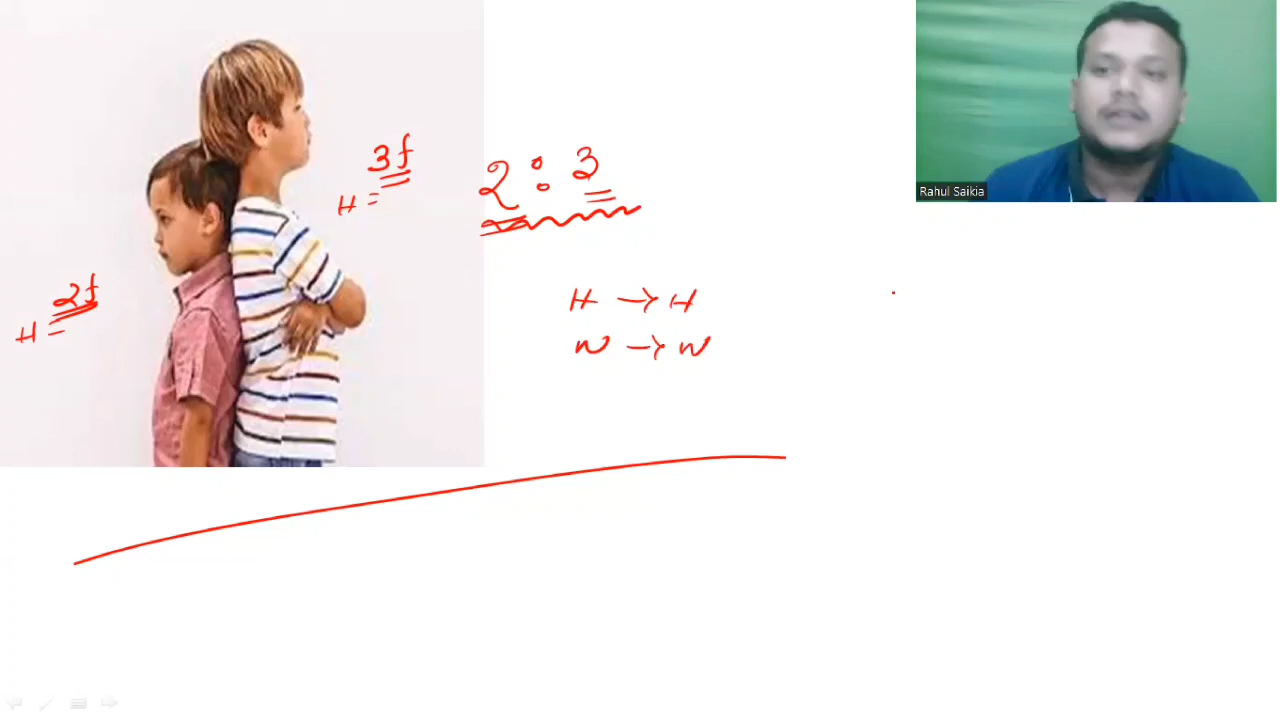 3f
H =
2 : 3
2f
H =
H → H
W → W
Rahul Saikia